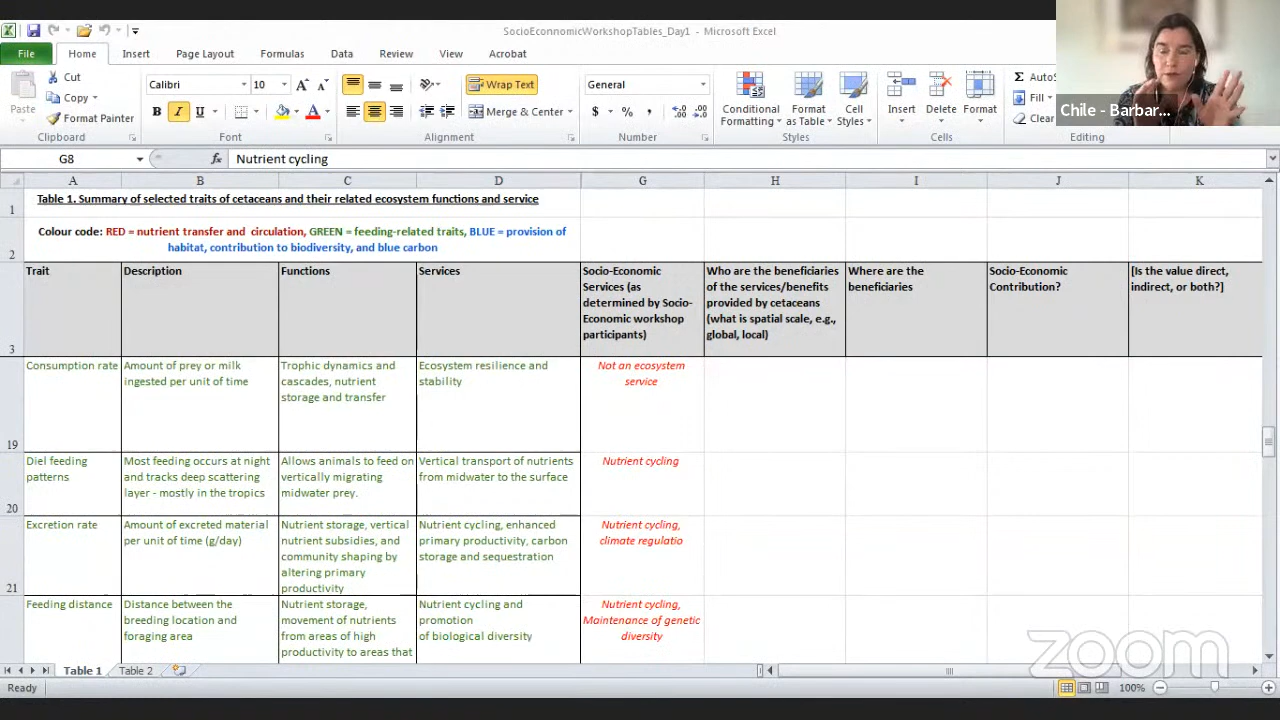 SocioEconnomicWorkshopTables_Day1 - Microsoft Excel
File Home Insert Page Layout Formulas Data Review View Acrobat
Paste
Cut
Copy
Format Painter
Clipboard
Calibri 10
B I U
Font
Wrap Text
Merge & Center
Alignment
General
$ % ,
Number
Conditional Formatting
Format as Table
Cell Styles
Styles
Insert Delete Format
Cells
Fill
Editing
Chile - Barbar...
G8 fx Nutrient cycling
A B C D G H I J K
1
Table 1. Summary of selected traits of cetaceans and their related ecosystem functions and service
2
Colour code: RED = nutrient transfer and circulation, GREEN = feeding-related traits, BLUE = provision of
habitat, contribution to biodiversity, and blue carbon
3
Trait
Description
Functions
Services
Socio-Economic
Services (as
determined by Socio-
Economic workshop
participants)
Who are the beneficiaries
of the services/benefits
provided by cetaceans
(what is spatial scale, e.g.,
global, local)
Where are the
beneficiaries
Socio-Economic
Contribution?
[Is the value direct,
indirect, or both?]
19
Consumption rate
Amount of prey or milk
ingested per unit of time
Trophic dynamics and
cascades, nutrient
storage and transfer
Ecosystem resilience and
stability
Not an ecosystem
service
20
Diel feeding
patterns
Most feeding occurs at night
and tracks deep scattering
layer - mostly in the tropics
Allows animals to feed on
vertically migrating
midwater prey.
Vertical transport of nutrients
from midwater to the surface
Nutrient cycling
21
Excretion rate
Amount of excreted material
per unit of time (g/day)
Nutrient storage, vertical
nutrient subsidies, and
community shaping by
altering primary
productivity
Nutrient cycling, enhanced
primary productivity, carbon
storage and sequestration
Nutrient cycling,
climate regulatio
Feeding distance
Distance between the
breeding location and
foraging area
Nutrient storage,
movement of nutrients
from areas of high
productivity to areas that
Nutrient cycling and
promotion
of biological diversity
Nutrient cycling,
Maintenance of genetic
diversity
zoom
Table 1 Table 2
Ready
100%